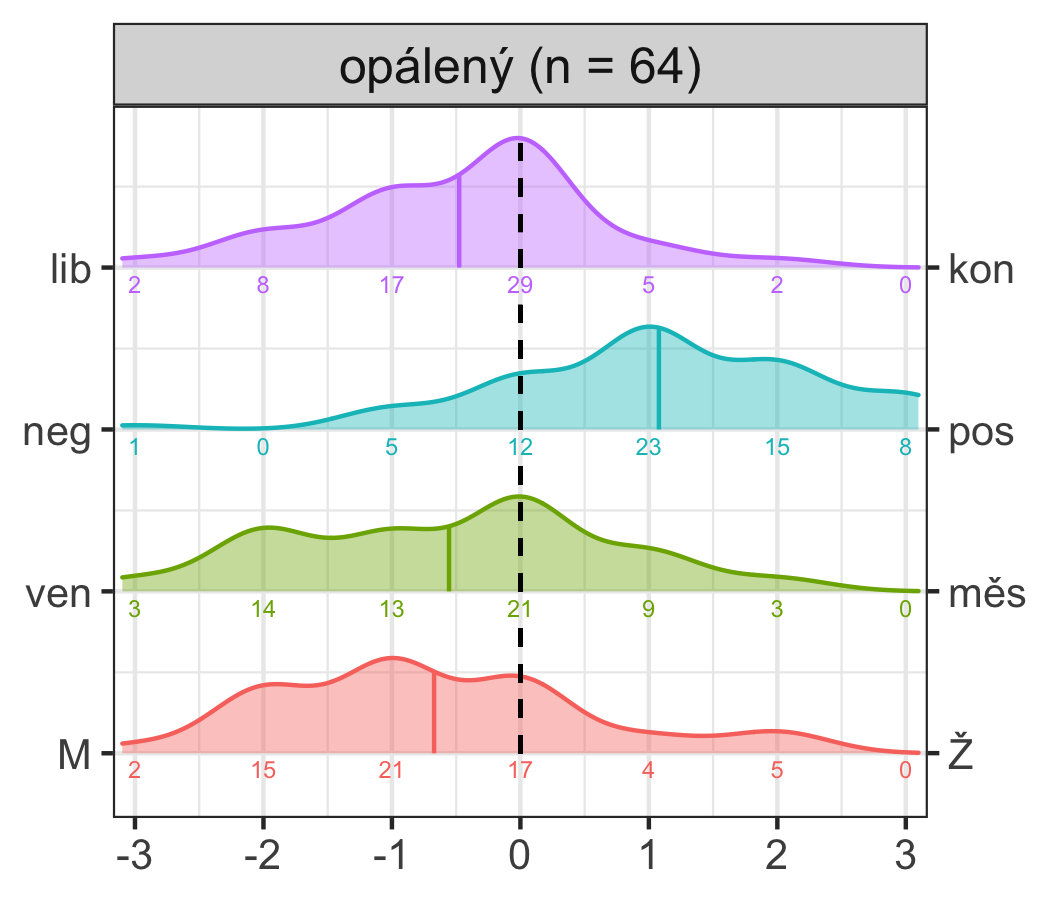 opálený (n = 64)
lib kon
2 8 17 29 5 2 0
neg pos
1 0 5 12 23 15 8
ven měs
3 14 13 21 9 3 0
M Ž
2 15 21 17 4 5 0
-3 -2 -1 0 1 2 3